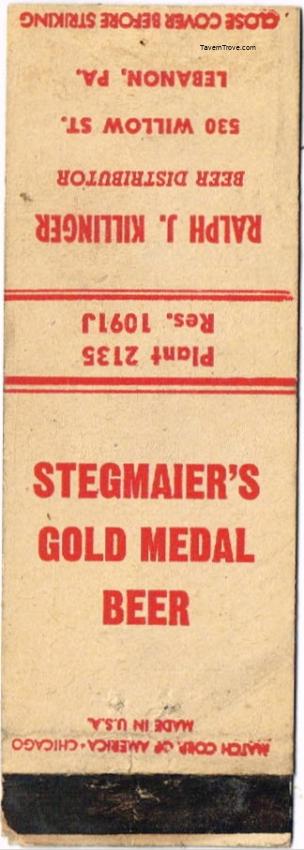 TavernTrove.com
CLOSE COVER BEFORE STRIKING
RALPH J. KILLINGER
BEER DISTRIBUTOR
530 WILLOW ST.
LEBANON, PA.
Plant 2135
Res. 1091J
STEGMAIER'S
GOLD MEDAL
BEER
MATCH CORP. OF AMERICA • CHICAGO
MADE IN U.S.A.